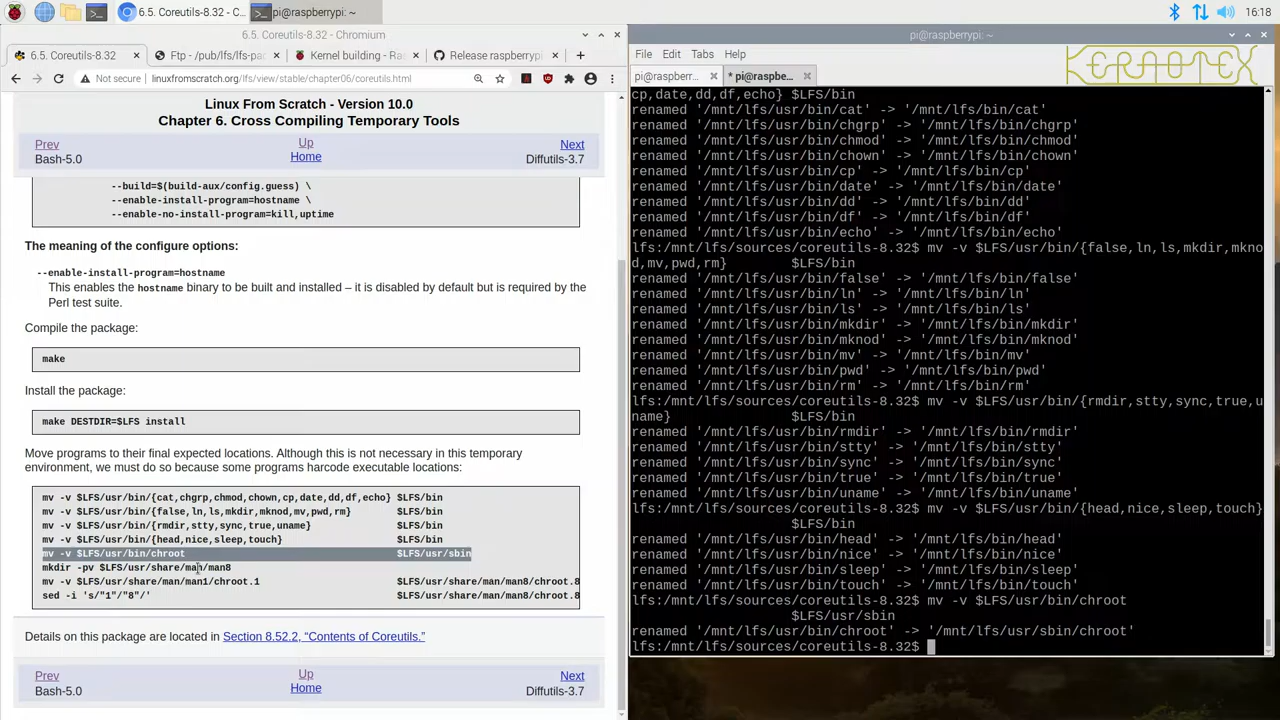 6.5. Coreutils-8.32 - C...
pi@raspberrypi: ~
16:18
6.5. Coreutils-8.32 - Chromium
6.5. Coreutils-8.32
Ftp - /pub/lfs/lfs-pac
Kernel building - Ras
Release raspberrypi
Not secure | linuxfromscratch.org/lfs/view/stable/chapter06/coreutils.html
Linux From Scratch - Version 10.0
Chapter 6. Cross Compiling Temporary Tools
Prev
Up
Next
Bash-5.0
Home
Diffutils-3.7
--build=$(build-aux/config.guess) \
--enable-install-program=hostname \
--enable-no-install-program=kill,uptime
The meaning of the configure options:
--enable-install-program=hostname
This enables the hostname binary to be built and installed – it is disabled by default but is required by the
Perl test suite.
Compile the package:
make
Install the package:
make DESTDIR=$LFS install
Move programs to their final expected locations. Although this is not necessary in this temporary
environment, we must do so because some programs harcode executable locations:
mv -v $LFS/usr/bin/{cat,chgrp,chmod,chown,cp,date,dd,df,echo} $LFS/bin
mv -v $LFS/usr/bin/{false,ln,ls,mkdir,mknod,mv,pwd,rm} $LFS/bin
mv -v $LFS/usr/bin/{rmdir,stty,sync,true,uname} $LFS/bin
mv -v $LFS/usr/bin/{head,nice,sleep,touch} $LFS/bin
mv -v $LFS/usr/bin/chroot $LFS/usr/sbin
mkdir -pv $LFS/usr/share/man/man8
mv -v $LFS/usr/share/man/man1/chroot.1 $LFS/usr/share/man/man8/chroot.8
sed -i 's/"1"/"8"/' $LFS/usr/share/man/man8/chroot.8
Details on this package are located in Section 8.52.2, “Contents of Coreutils.”
Prev
Up
Next
Bash-5.0
Home
Diffutils-3.7
pi@raspberrypi: ~
File Edit Tabs Help
KERAOTEX
pi@raspberr...
* pi@raspbe...
cp,date,dd,df,echo} $LFS/bin
renamed '/mnt/lfs/usr/bin/cat' -> '/mnt/lfs/bin/cat'
renamed '/mnt/lfs/usr/bin/chgrp' -> '/mnt/lfs/bin/chgrp'
renamed '/mnt/lfs/usr/bin/chmod' -> '/mnt/lfs/bin/chmod'
renamed '/mnt/lfs/usr/bin/chown' -> '/mnt/lfs/bin/chown'
renamed '/mnt/lfs/usr/bin/cp' -> '/mnt/lfs/bin/cp'
renamed '/mnt/lfs/usr/bin/date' -> '/mnt/lfs/bin/date'
renamed '/mnt/lfs/usr/bin/dd' -> '/mnt/lfs/bin/dd'
renamed '/mnt/lfs/usr/bin/df' -> '/mnt/lfs/bin/df'
renamed '/mnt/lfs/usr/bin/echo' -> '/mnt/lfs/bin/echo'
lfs:/mnt/lfs/sources/coreutils-8.32$ mv -v $LFS/usr/bin/{false,ln,ls,mkdir,mkno
d,mv,pwd,rm} $LFS/bin
renamed '/mnt/lfs/usr/bin/false' -> '/mnt/lfs/bin/false'
renamed '/mnt/lfs/usr/bin/ln' -> '/mnt/lfs/bin/ln'
renamed '/mnt/lfs/usr/bin/ls' -> '/mnt/lfs/bin/ls'
renamed '/mnt/lfs/usr/bin/mkdir' -> '/mnt/lfs/bin/mkdir'
renamed '/mnt/lfs/usr/bin/mknod' -> '/mnt/lfs/bin/mknod'
renamed '/mnt/lfs/usr/bin/mv' -> '/mnt/lfs/bin/mv'
renamed '/mnt/lfs/usr/bin/pwd' -> '/mnt/lfs/bin/pwd'
renamed '/mnt/lfs/usr/bin/rm' -> '/mnt/lfs/bin/rm'
lfs:/mnt/lfs/sources/coreutils-8.32$ mv -v $LFS/usr/bin/{rmdir,stty,sync,true,u
name} $LFS/bin
renamed '/mnt/lfs/usr/bin/rmdir' -> '/mnt/lfs/bin/rmdir'
renamed '/mnt/lfs/usr/bin/stty' -> '/mnt/lfs/bin/stty'
renamed '/mnt/lfs/usr/bin/sync' -> '/mnt/lfs/bin/sync'
renamed '/mnt/lfs/usr/bin/true' -> '/mnt/lfs/bin/true'
renamed '/mnt/lfs/usr/bin/uname' -> '/mnt/lfs/bin/uname'
lfs:/mnt/lfs/sources/coreutils-8.32$ mv -v $LFS/usr/bin/{head,nice,sleep,touch}
$LFS/bin
renamed '/mnt/lfs/usr/bin/head' -> '/mnt/lfs/bin/head'
renamed '/mnt/lfs/usr/bin/nice' -> '/mnt/lfs/bin/nice'
renamed '/mnt/lfs/usr/bin/sleep' -> '/mnt/lfs/bin/sleep'
renamed '/mnt/lfs/usr/bin/touch' -> '/mnt/lfs/bin/touch'
lfs:/mnt/lfs/sources/coreutils-8.32$ mv -v $LFS/usr/bin/chroot
$LFS/usr/sbin
renamed '/mnt/lfs/usr/bin/chroot' -> '/mnt/lfs/usr/sbin/chroot'
lfs:/mnt/lfs/sources/coreutils-8.32$